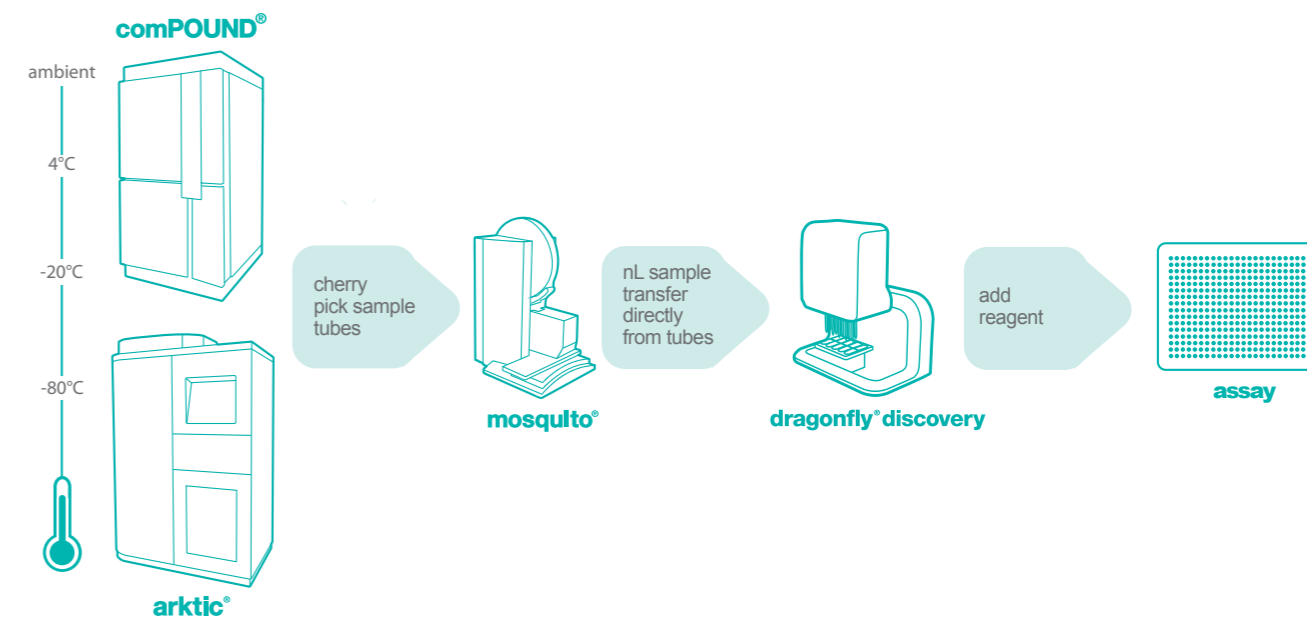 comPOUND®
ambient
4°C
-20°C
-80°C
arktic®
cherry
pick sample
tubes
mosquito®
nL sample
transfer
directly
from tubes
dragonfly® discovery
add
reagent
assay